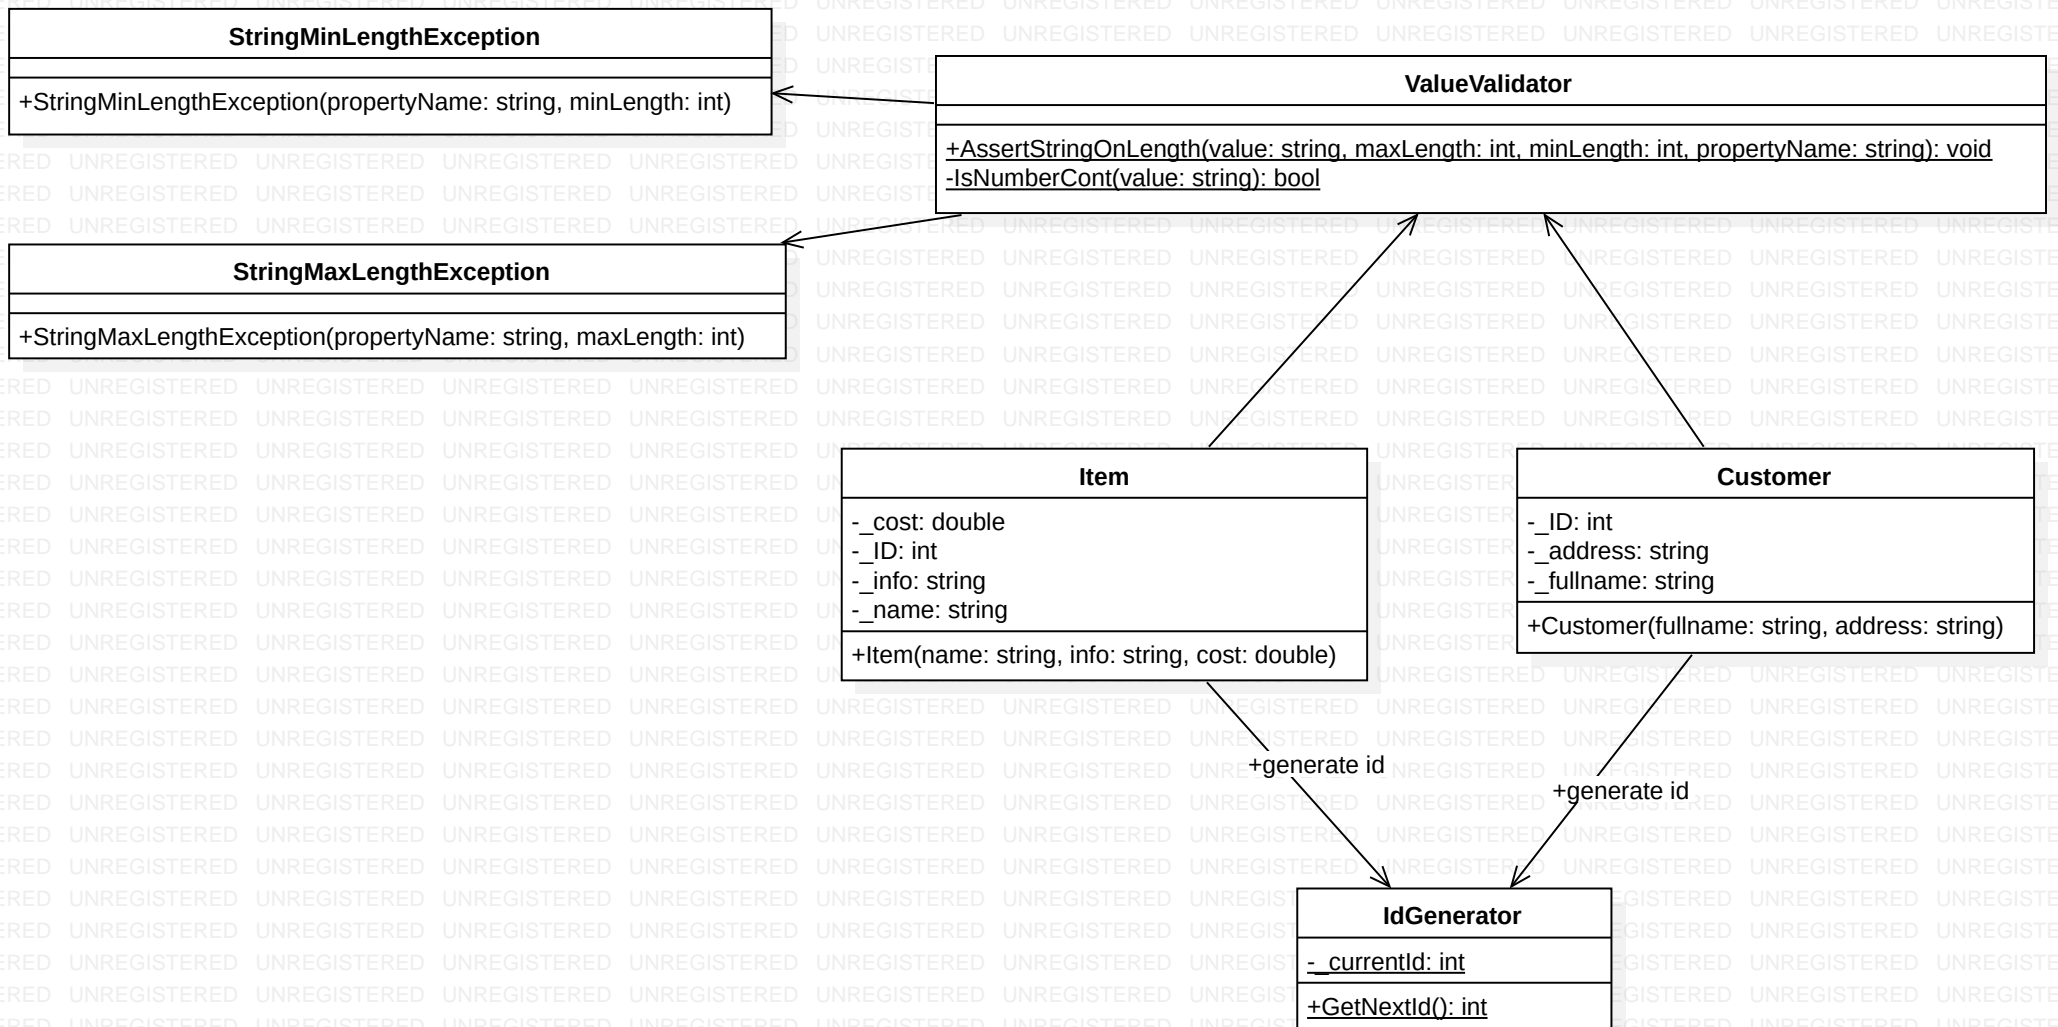 StringMinLengthException
+StringMinLengthException(propertyName: string, minLength: int)
ValueValidator
+AssertStringOnLength(value: string, maxLength: int, minLength: int, propertyName: string): void
-IsNumberCont(value: string): bool
StringMaxLengthException
+StringMaxLengthException(propertyName: string, maxLength: int)
Item
-_cost: double
-_ID: int
-_info: string
-_name: string
+Item(name: string, info: string, cost: double)
Customer
-_ID: int
-_address: string
-_fullname: string
+Customer(fullname: string, address: string)
+generate id
+generate id
IdGenerator
-_currentId: int
+GetNextId(): int
UNREGISTERED